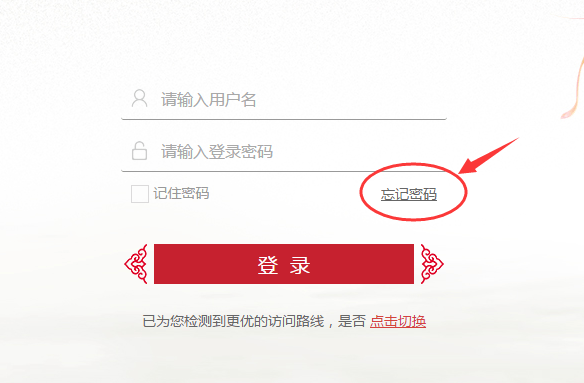 请输入用户名
请输入登录密码
记住密码 忘记密码
登 录
已为您检测到更优的访问路线，是否 点击切换